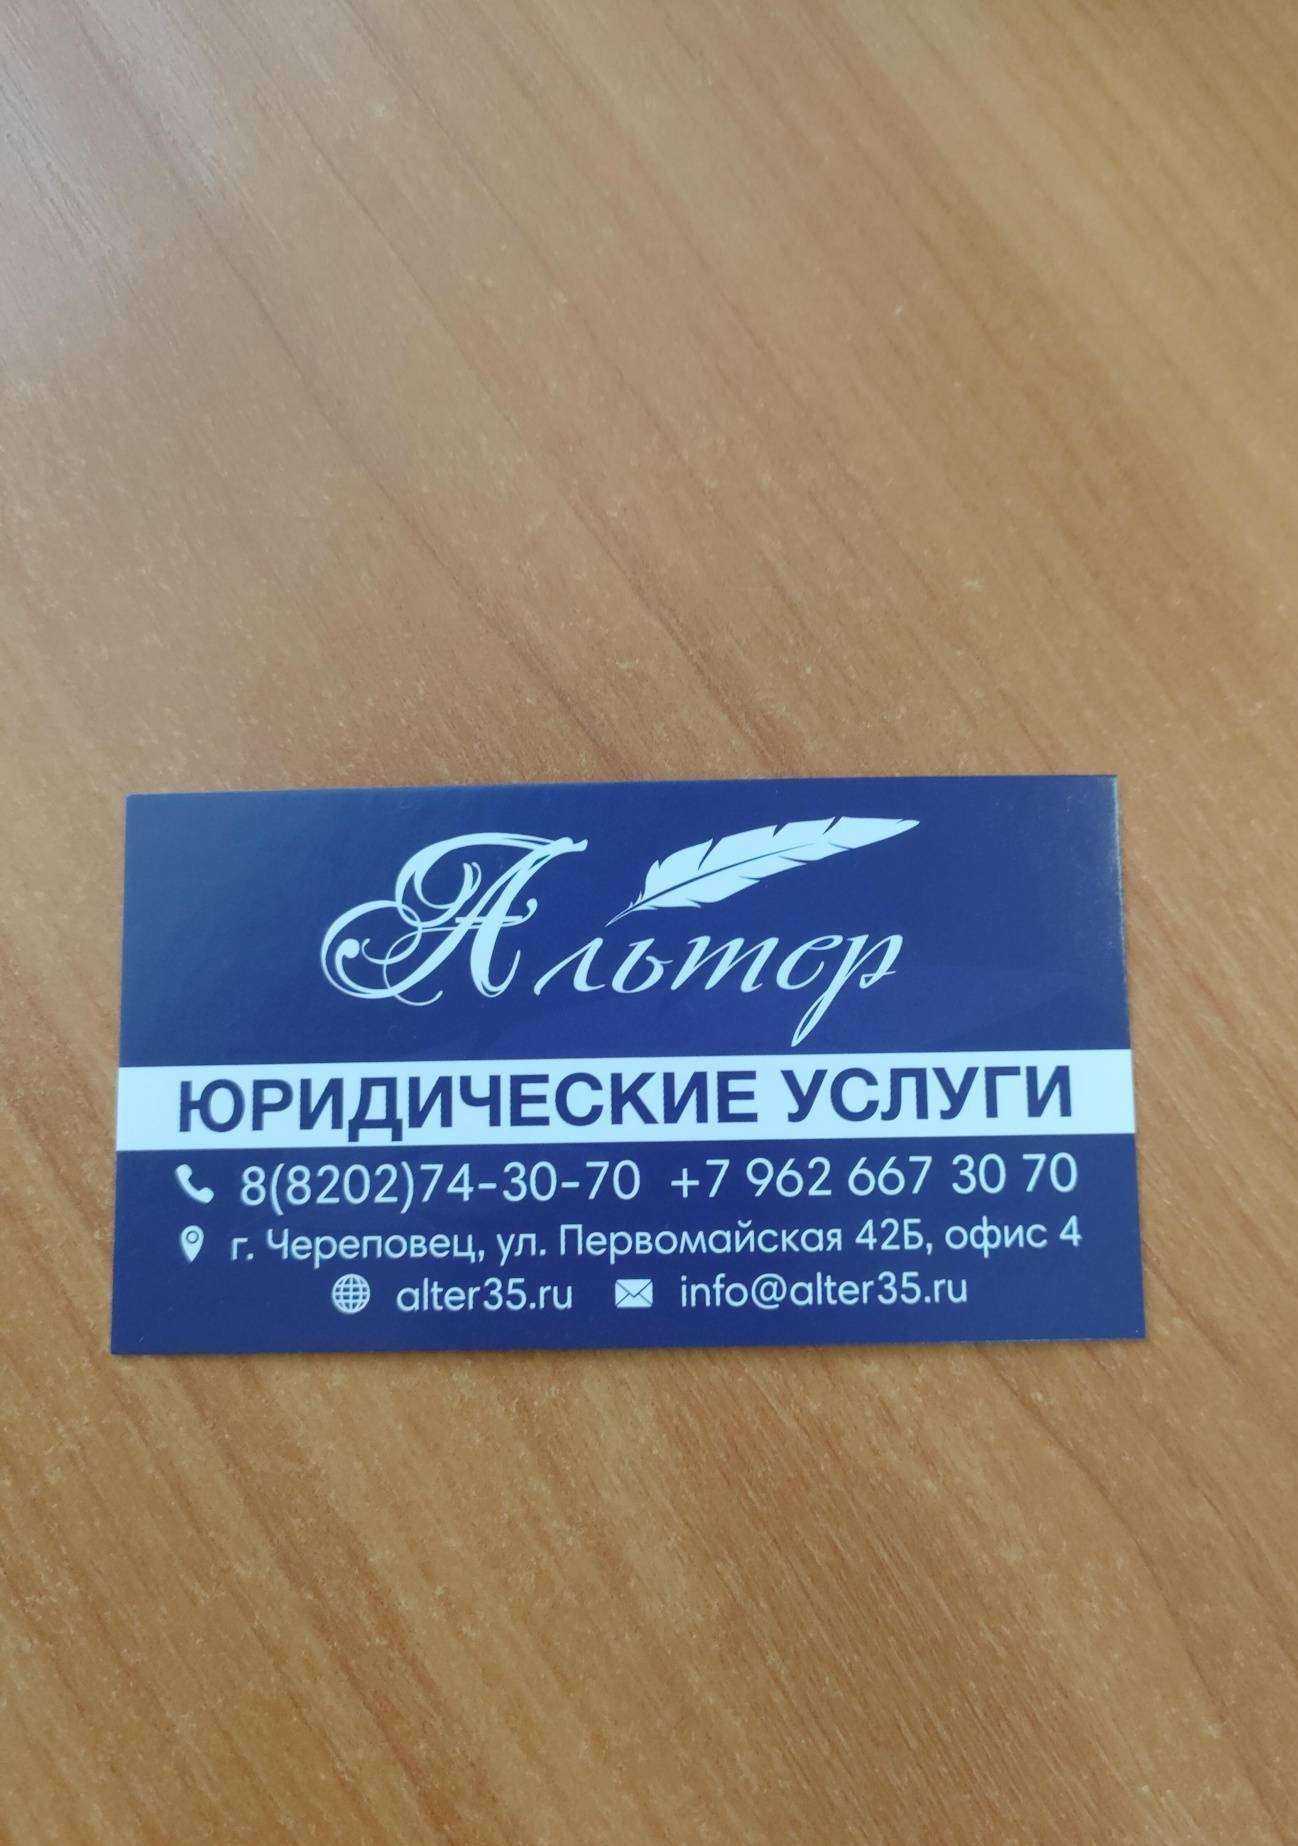 Альтер
ЮРИДИЧЕСКИЕ УСЛУГИ
8(8202)74-30-70 +7 962 667 30 70
г. Череповец, ул. Первомайская 42Б, офис 4
alter35.ru info@alter35.ru